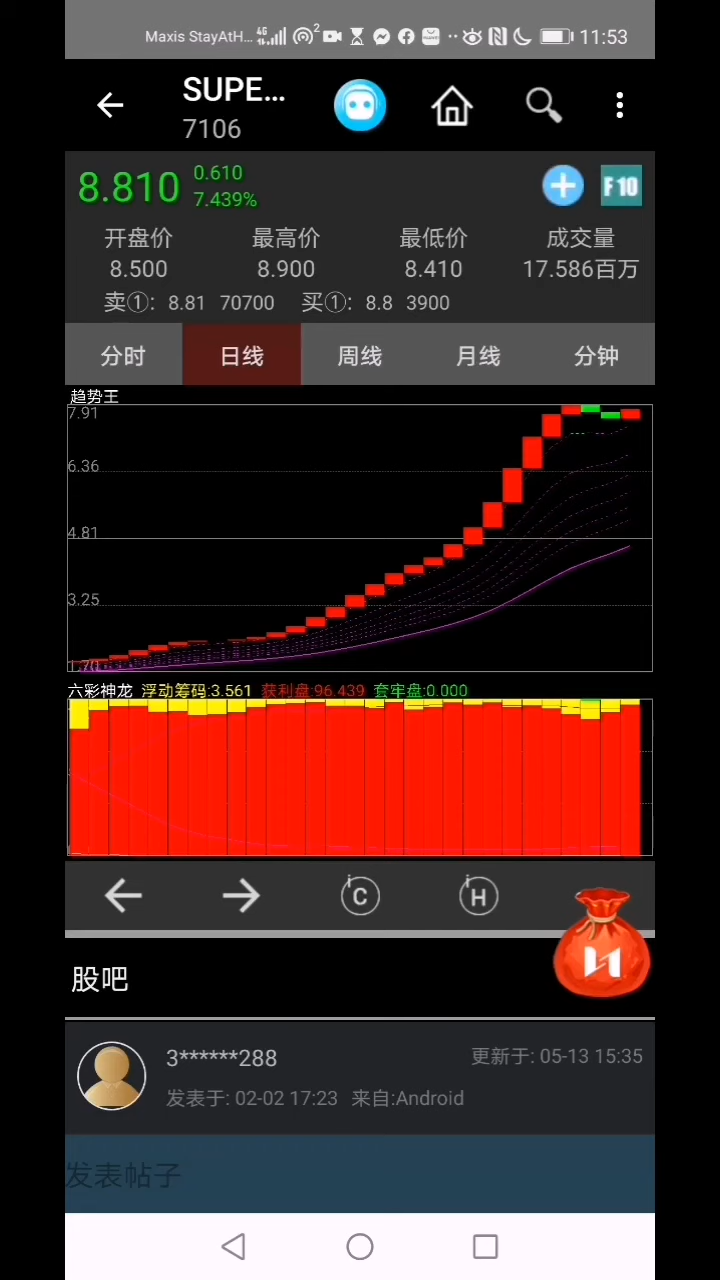 Maxis StayAtH... 4G 2 11:53
SUPE...
7106
8.810
0.610
7.439%
F10
开盘价 最高价 最低价 成交量
8.500 8.900 8.410 17.586百万
卖①: 8.81 70700 买①: 8.8 3900
分时 日线 周线 月线 分钟
趋势王
7.91
6.36
4.81
3.25
1.70
六彩神龙 浮动筹码:3.561 获利盘:96.439 套牢盘:0.000
C H
股吧
3******288 更新于: 05-13 15:35
发表于: 02-02 17:23 来自:Android
发表帖子